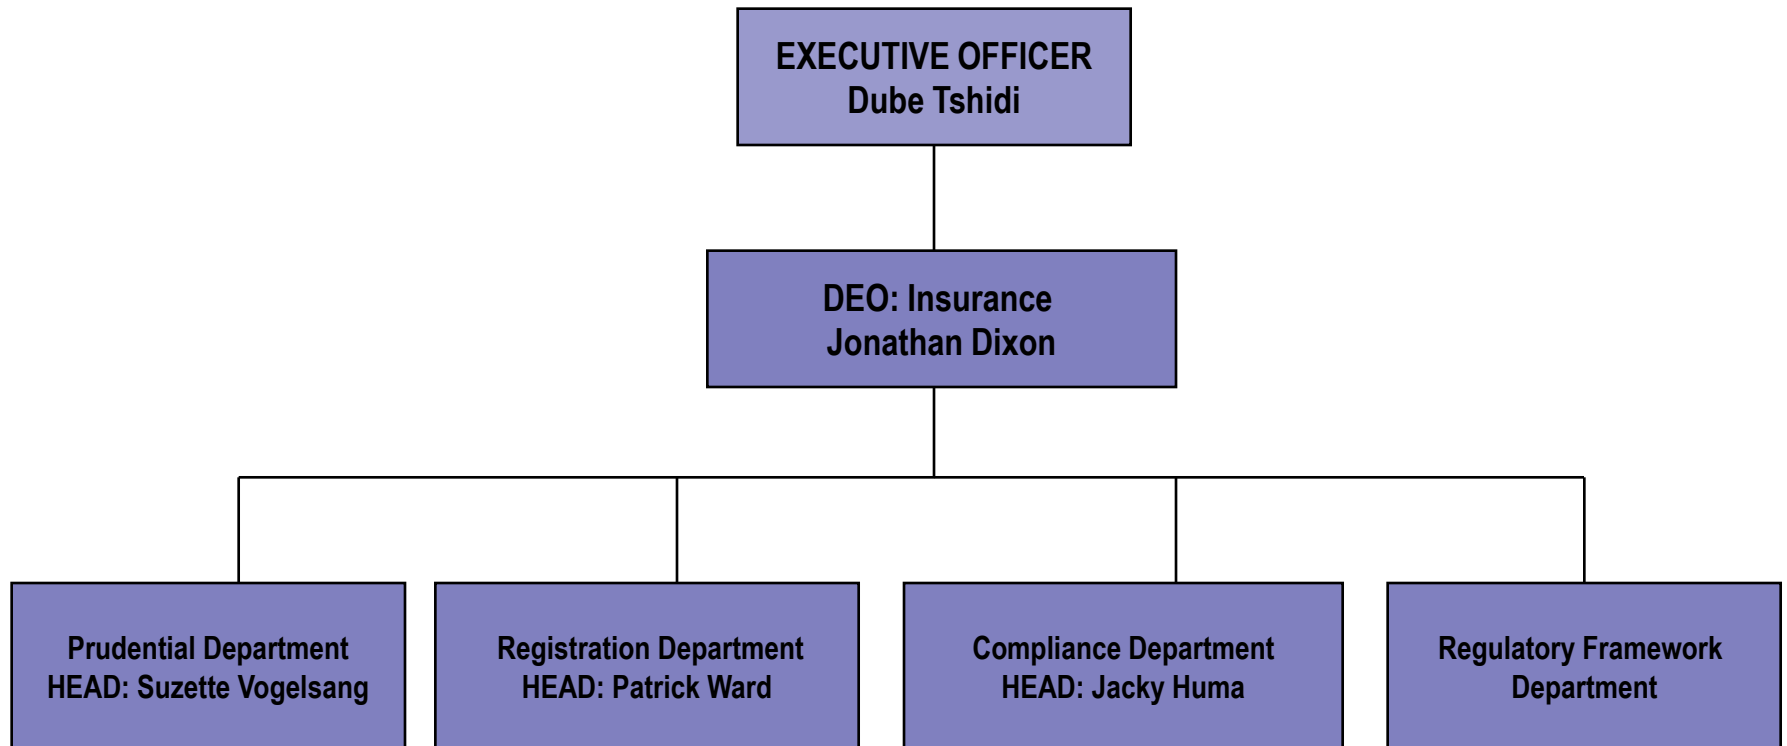 EXECUTIVE OFFICER
Dube Tshidi
DEO: Insurance
Jonathan Dixon
Prudential Department
HEAD: Suzette Vogelsang
Registration Department
HEAD: Patrick Ward
Compliance Department
HEAD: Jacky Huma
Regulatory Framework
Department